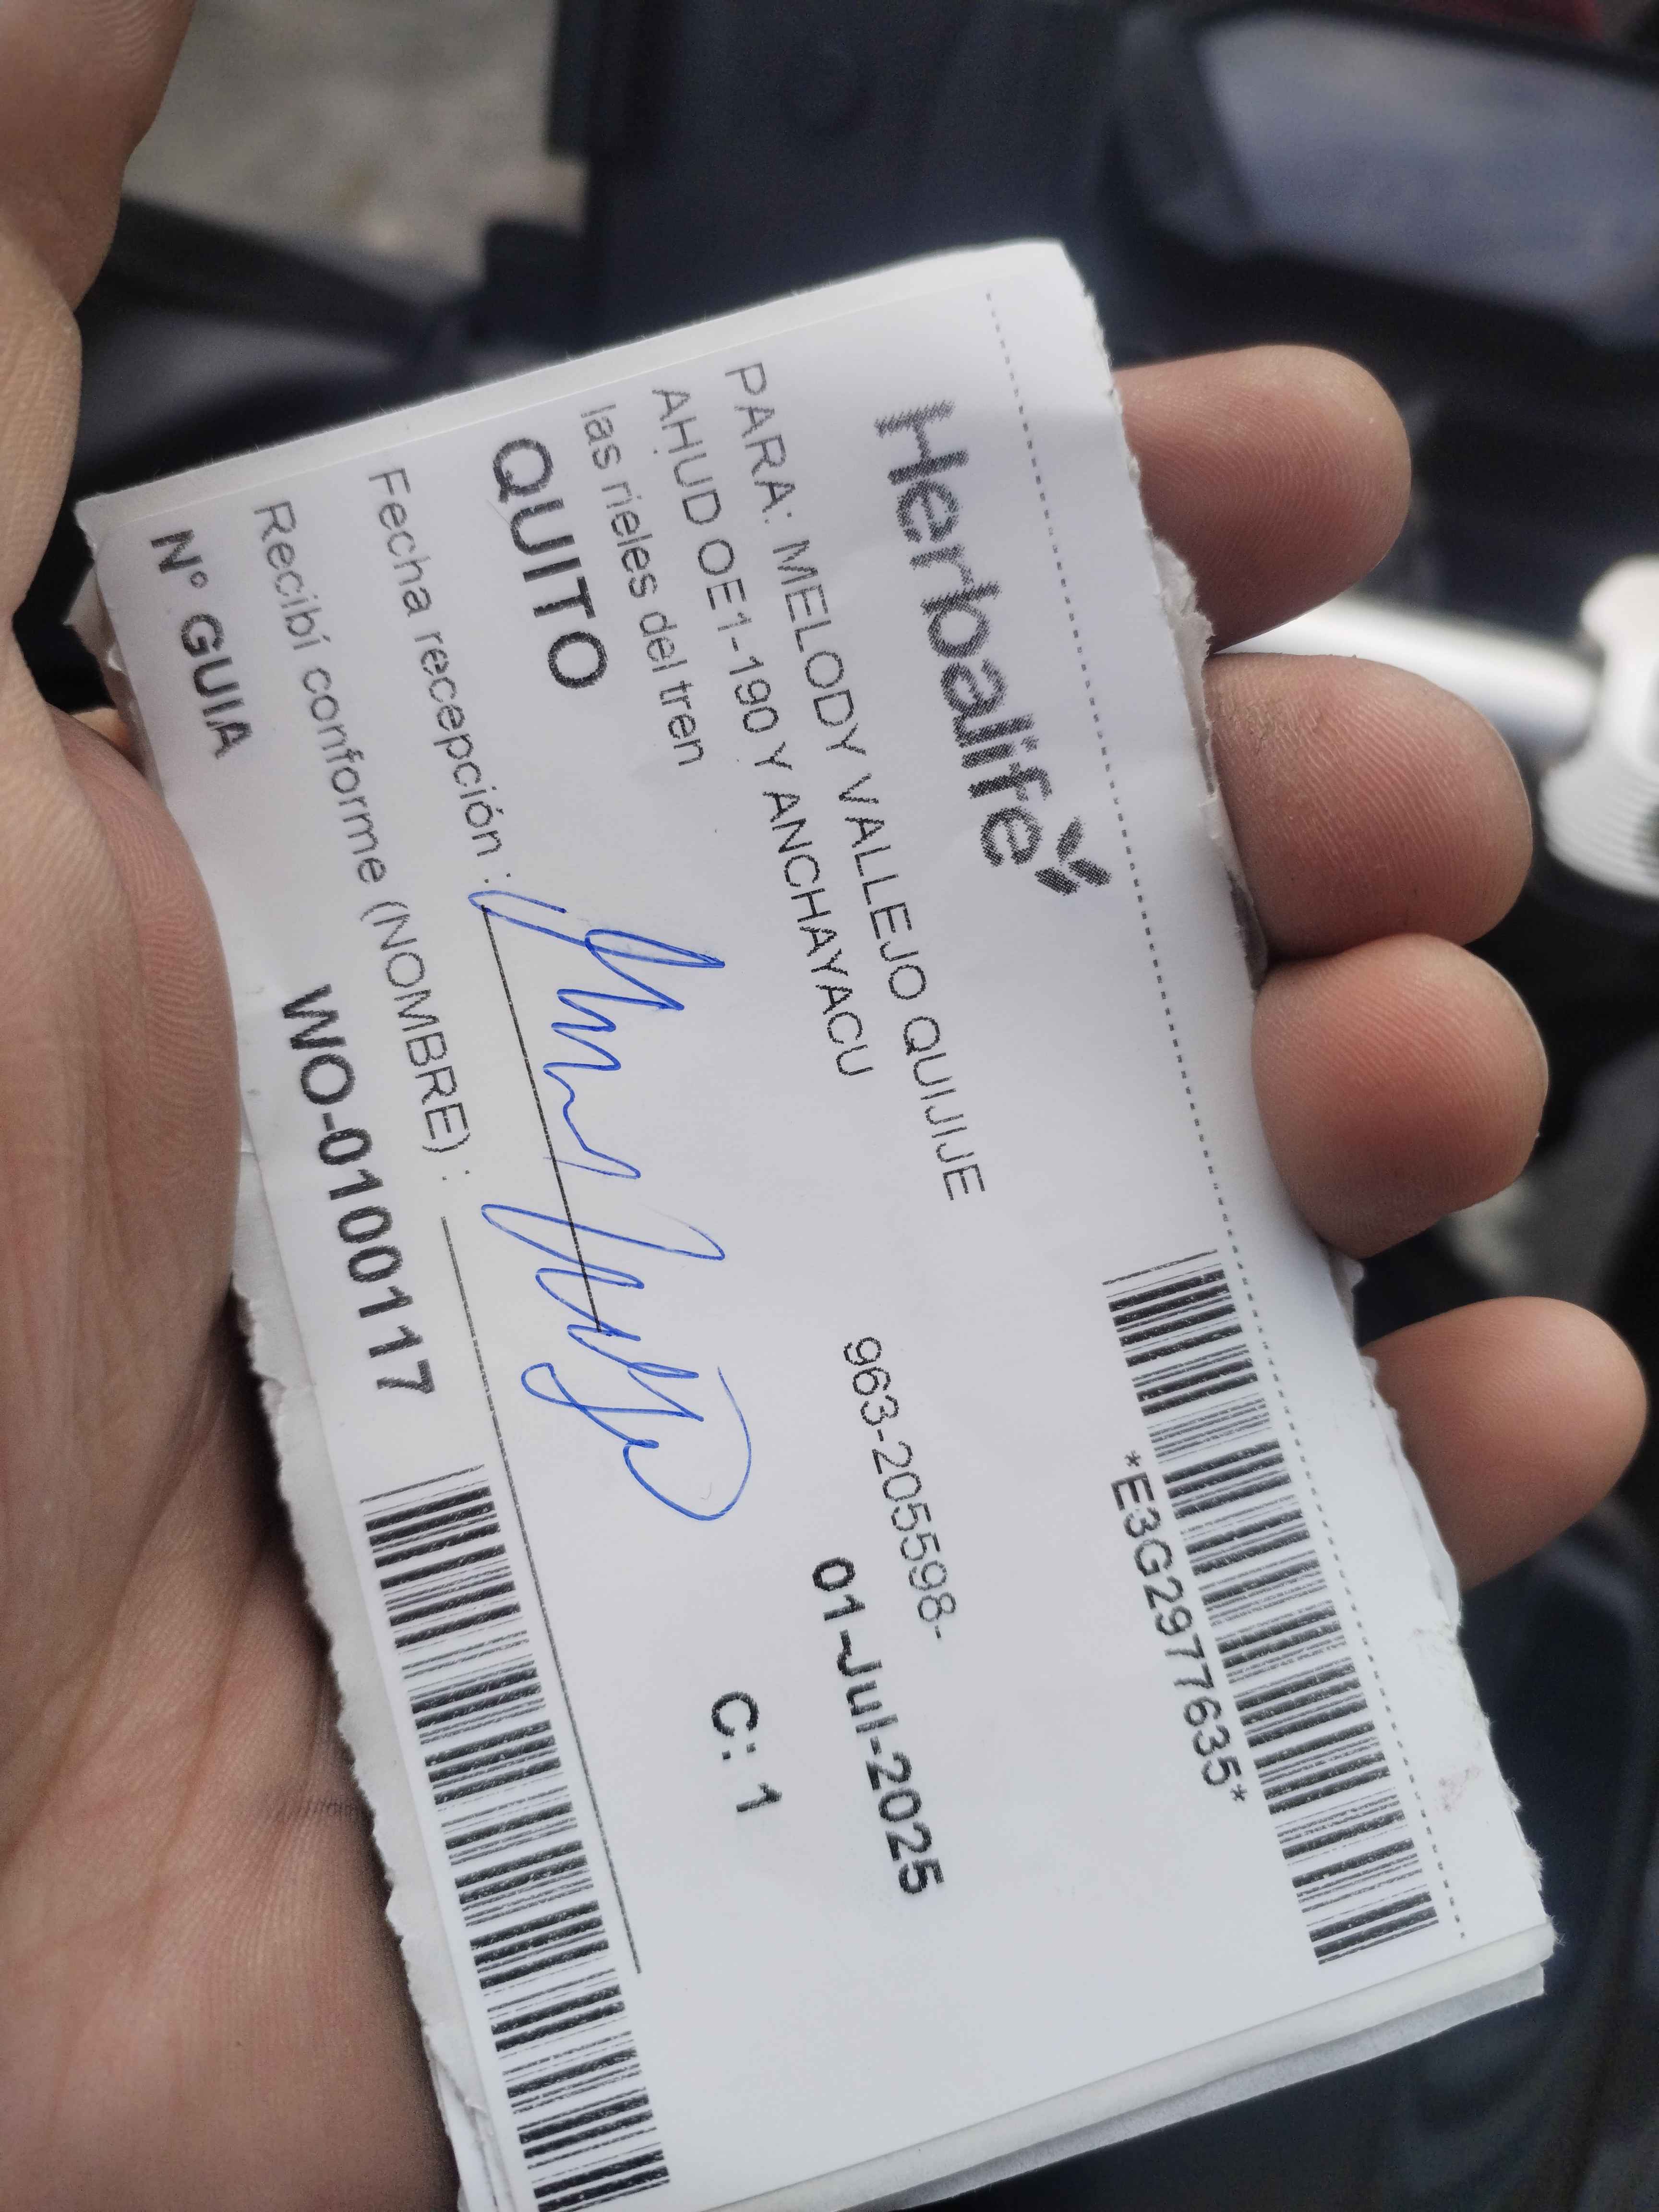 Herbalife
*E3G2977635*
PARA: MELODY VALLEJO QUIJIJE
963-205598-
AHUD OE1-190 Y ANCHAYACU
01-Jul-2025
las rieles del tren
C: 1
QUITO
Fecha recepción :
Recibí conforme (NOMBRE) :
N° GUIA
WO-0100117